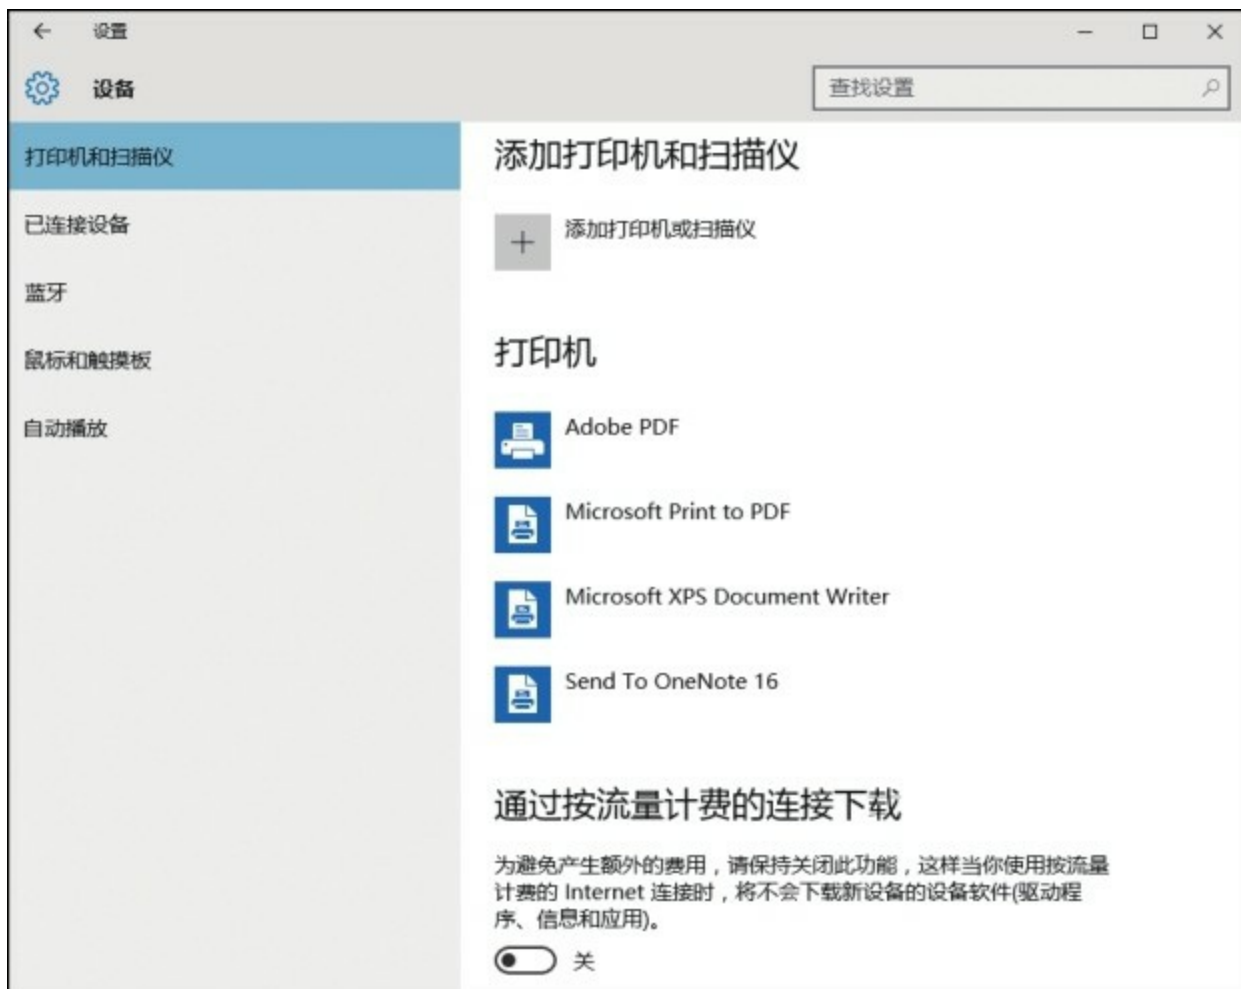 设置
设备
查找设置
打印机和扫描仪
已连接设备
蓝牙
鼠标和触摸板
自动播放
添加打印机和扫描仪
添加打印机或扫描仪
打印机
Adobe PDF
Microsoft Print to PDF
Microsoft XPS Document Writer
Send To OneNote 16
通过按流量计费的连接下载
为避免产生额外的费用，请保持关闭此功能，这样当你使用按流量
计费的 Internet 连接时，将不会下载新设备的设备软件(驱动程
序、信息和应用)。
关